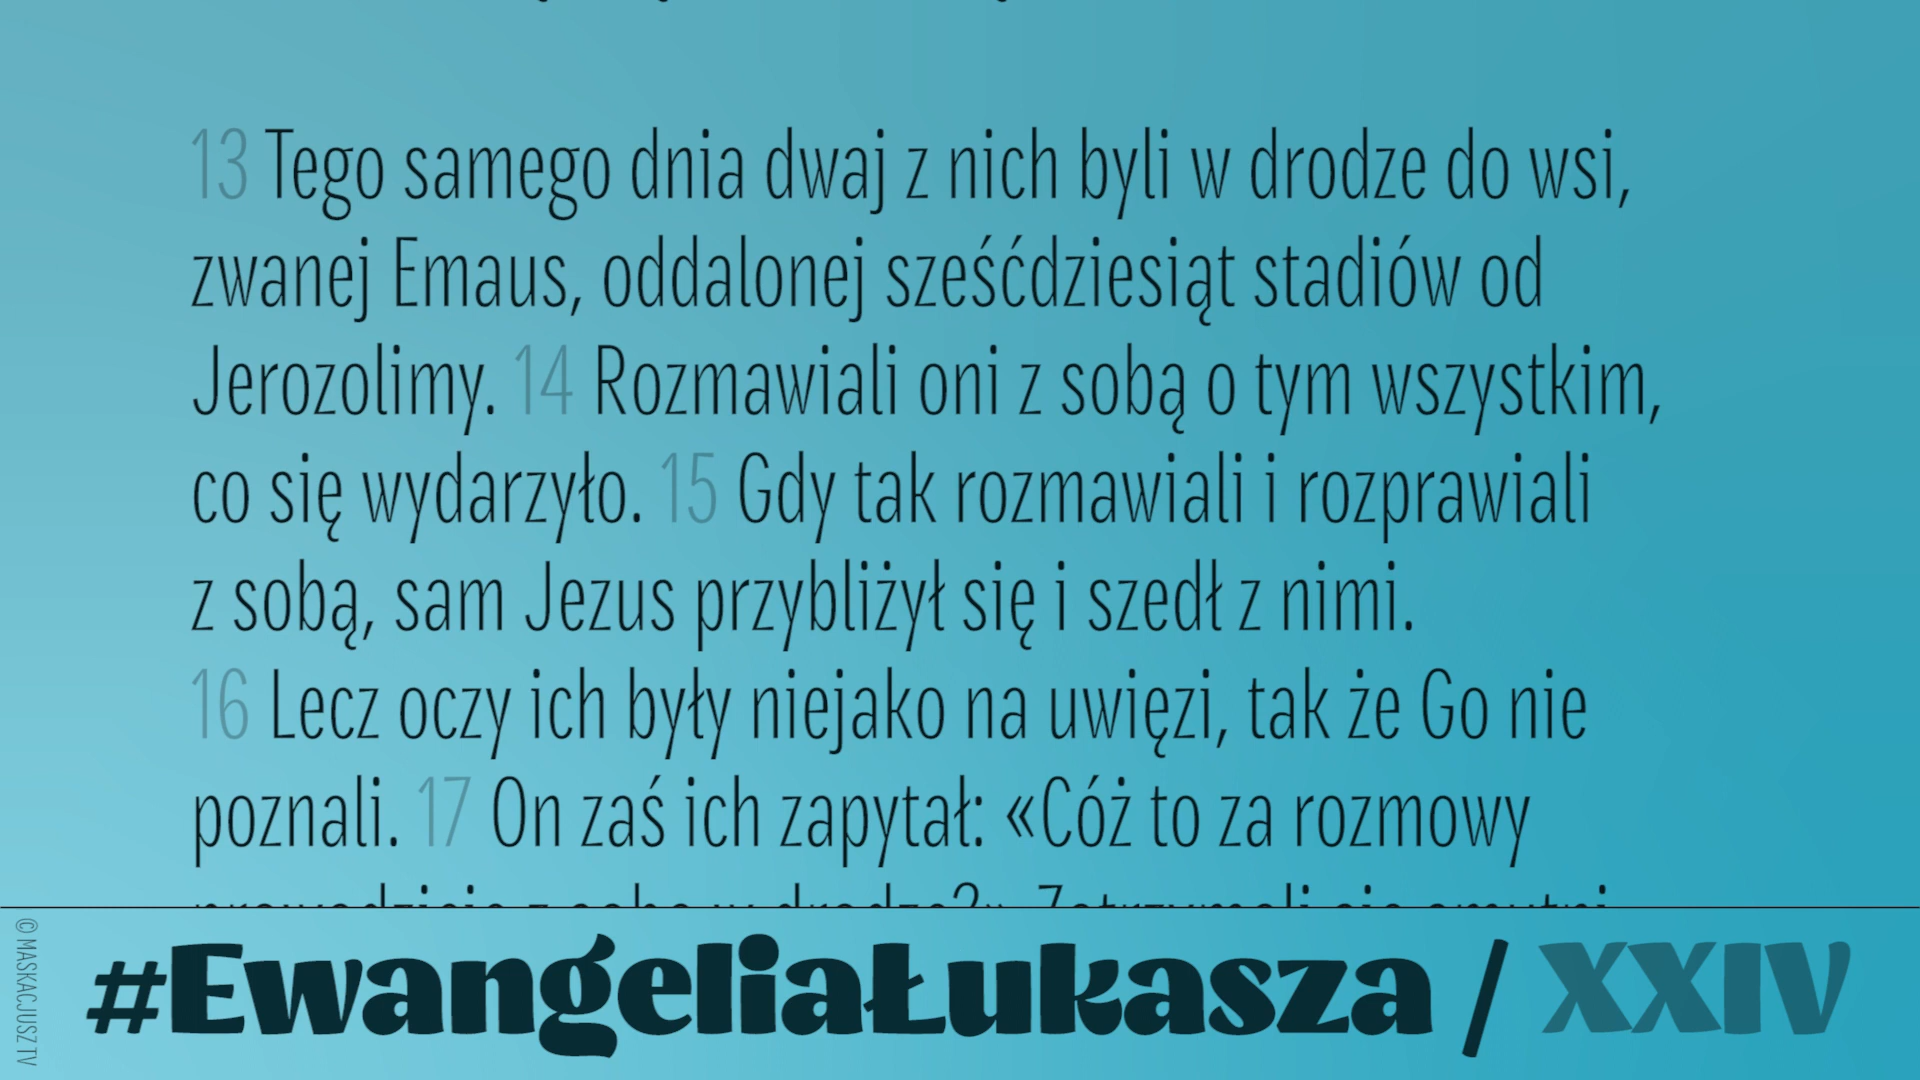 13 Tego samego dnia dwaj z nich byli w drodze do wsi,
zwanej Emaus, oddalonej sześćdziesiąt stadiów od
Jerozolimy. 14 Rozmawiali oni z sobą o tym wszystkim,
co się wydarzyło. 15 Gdy tak rozmawiali i rozprawiali
z sobą, sam Jezus przybliżył się i szedł z nimi.
16 Lecz oczy ich były niejako na uwięzi, tak że Go nie
poznali. 17 On zaś ich zapytał: «Cóż to za rozmowy
#EwangeliaŁukasza / XXIV
© MASKACJUSZ TV